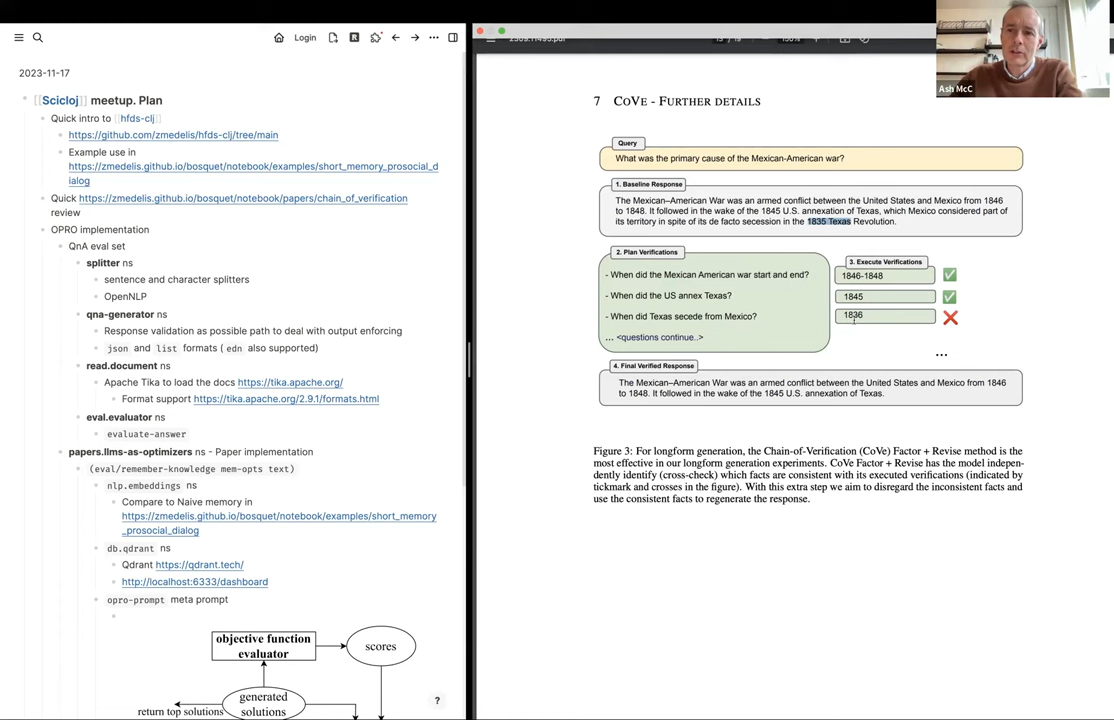 Login
2023-11-17
[[Scicloj]] meetup. Plan
Quick intro to [[hfds-clj]]
https://github.com/zmedelis/hfds-clj/tree/main
Example use in
https://zmedelis.github.io/bosquet/notebook/examples/short_memory_prosocial_d
ialog
Quick https://zmedelis.github.io/bosquet/notebook/papers/chain_of_verification
review
OPRO implementation
QnA eval set
splitter ns
sentence and character splitters
OpenNLP
qna-generator ns
Response validation as possible path to deal with output enforcing
json and list formats ( edn also supported)
read.document ns
Apache Tika to load the docs https://tika.apache.org/
Format support https://tika.apache.org/2.9.1/formats.html
eval.evaluator ns
evaluate-answer
papers.llms-as-optimizers ns - Paper implementation
(eval/remember-knowledge mem-opts text)
nlp.embeddings ns
Compare to Naive memory in
https://zmedelis.github.io/bosquet/notebook/examples/short_memory
_prosocial_dialog
db.qdrant ns
Qdrant https://qdrant.tech/
http://localhost:6333/dashboard
opro-prompt meta prompt
objective function
evaluator
scores
generated
solutions
return top solutions
?
Ash McC
7 CoVe - Further details
Query
What was the primary cause of the Mexican-American war?
1. Baseline Response
The Mexican–American War was an armed conflict between the United States and Mexico from 1846
to 1848. It followed in the wake of the 1845 U.S. annexation of Texas, which Mexico considered part of
its territory in spite of its de facto secession in the 1835 Texas Revolution.
2. Plan Verifications
3. Execute Verifications
- When did the Mexican American war start and end?
1846-1848
- When did the US annex Texas?
1845
- When did Texas secede from Mexico?
1836
... <questions continue..>
...
4. Final Verified Response
The Mexican–American War was an armed conflict between the United States and Mexico from 1846
to 1848. It followed in the wake of the 1845 U.S. annexation of Texas.
Figure 3: For longform generation, the Chain-of-Verification (CoVe) Factor + Revise method is the
most effective in our longform generation experiments. CoVe Factor + Revise has the model indepen-
dently identify (cross-check) which facts are consistent with its executed verifications (indicated by
tickmark and crosses in the figure). With this extra step we aim to disregard the inconsistent facts and
use the consistent facts to regenerate the response.